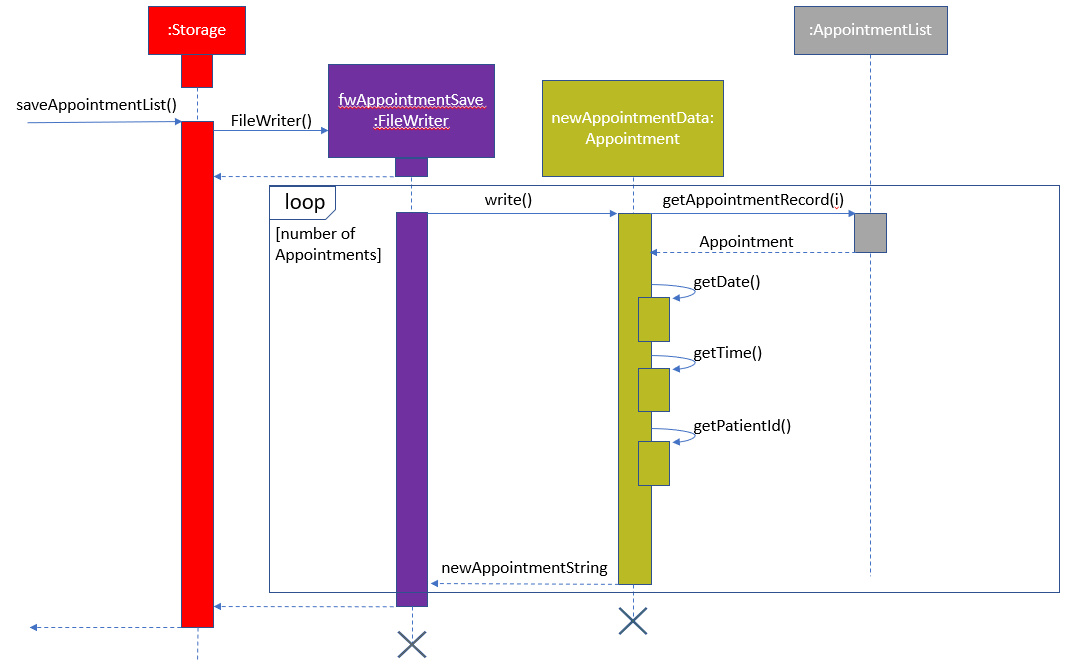 :Storage
:AppointmentList
fwAppointmentSave
:FileWriter
newAppointmentData:
Appointment
saveAppointmentList()
FileWriter()
loop
[number of
Appointments]
write()
getAppointmentRecord(i)
Appointment
getDate()
getTime()
getPatientId()
newAppointmentString